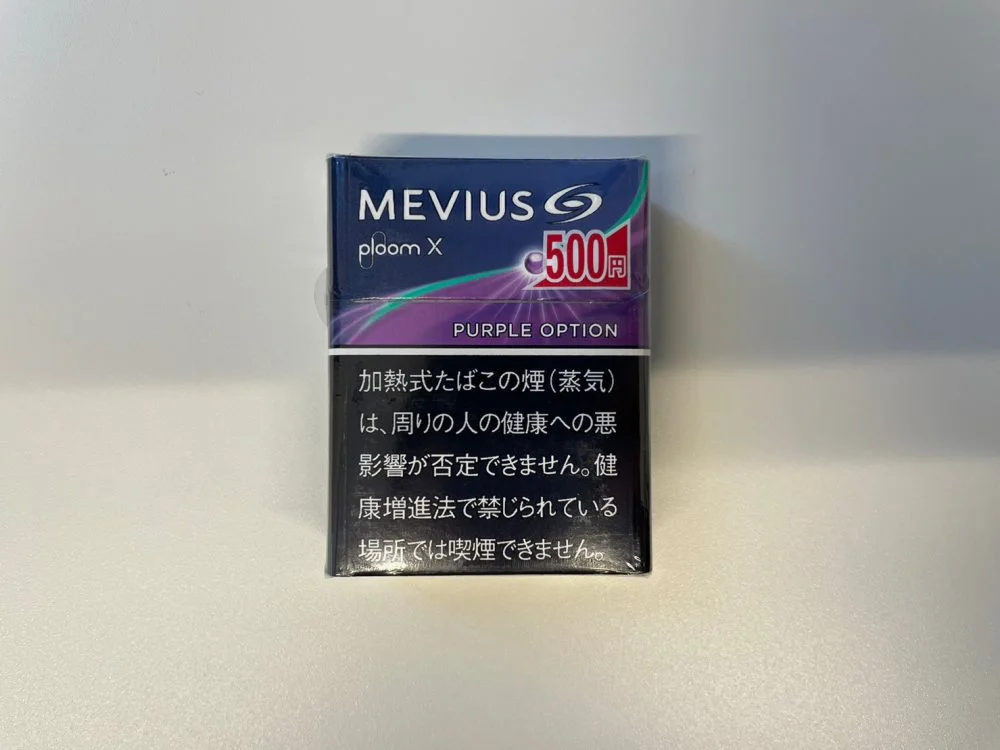 MEVIUS
ploom X
500円
PURPLE OPTION
加熱式たばこの煙(蒸気)
は、周りの人の健康への悪
影響が否定できません。健
康増進法で禁じられている
場所では喫煙できません。